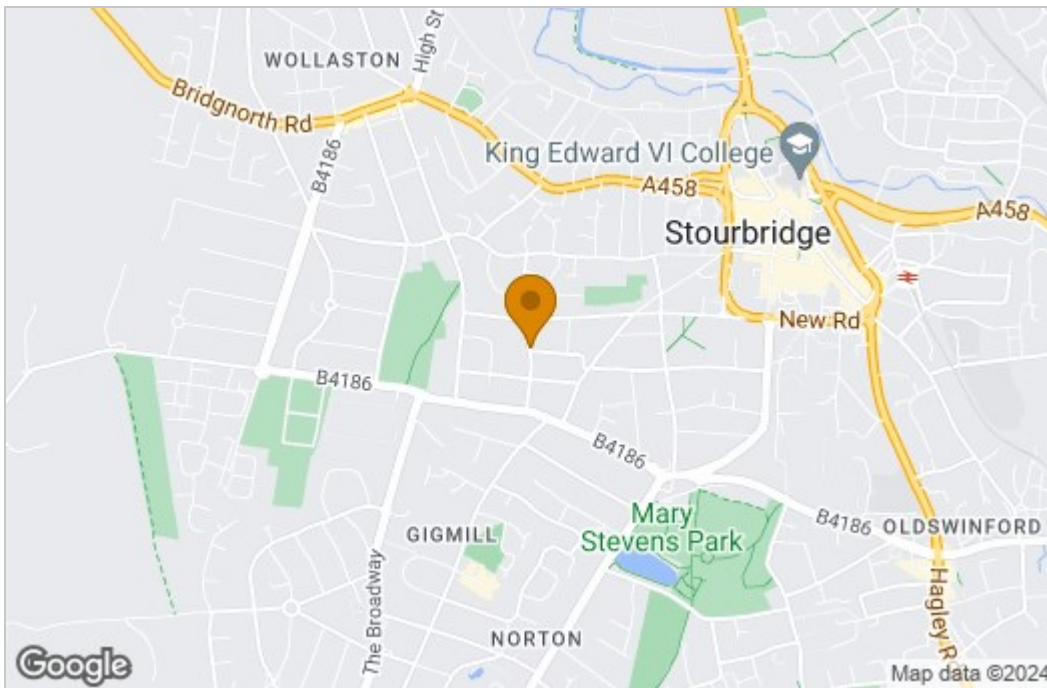 WOLLASTON
High St
Bridgnorth Rd
B4186
King Edward VI College
A458
A458
Stourbridge
New Rd
B4186
B4186
Mary
Stevens Park
B4186
OLDSWINFORD
GIGMILL
The Broadway
Hagley Rd
NORTON
Google
Map data ©2024